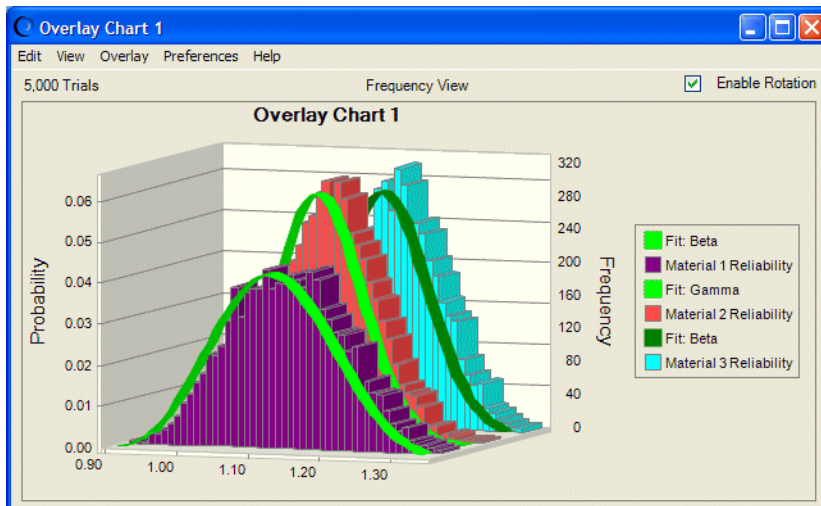 Overlay Chart 1
Edit View Overlay Preferences Help
5,000 Trials Frequency View Enable Rotation
Overlay Chart 1
Probability
0.06
0.05
0.04
0.03
0.02
0.01
0.00
0.90 1.00 1.10 1.20 1.30
320
280
240
200
160
120
80
40
0
Frequency
Fit: Beta
Material 1 Reliability
Fit: Gamma
Material 2 Reliability
Fit: Beta
Material 3 Reliability